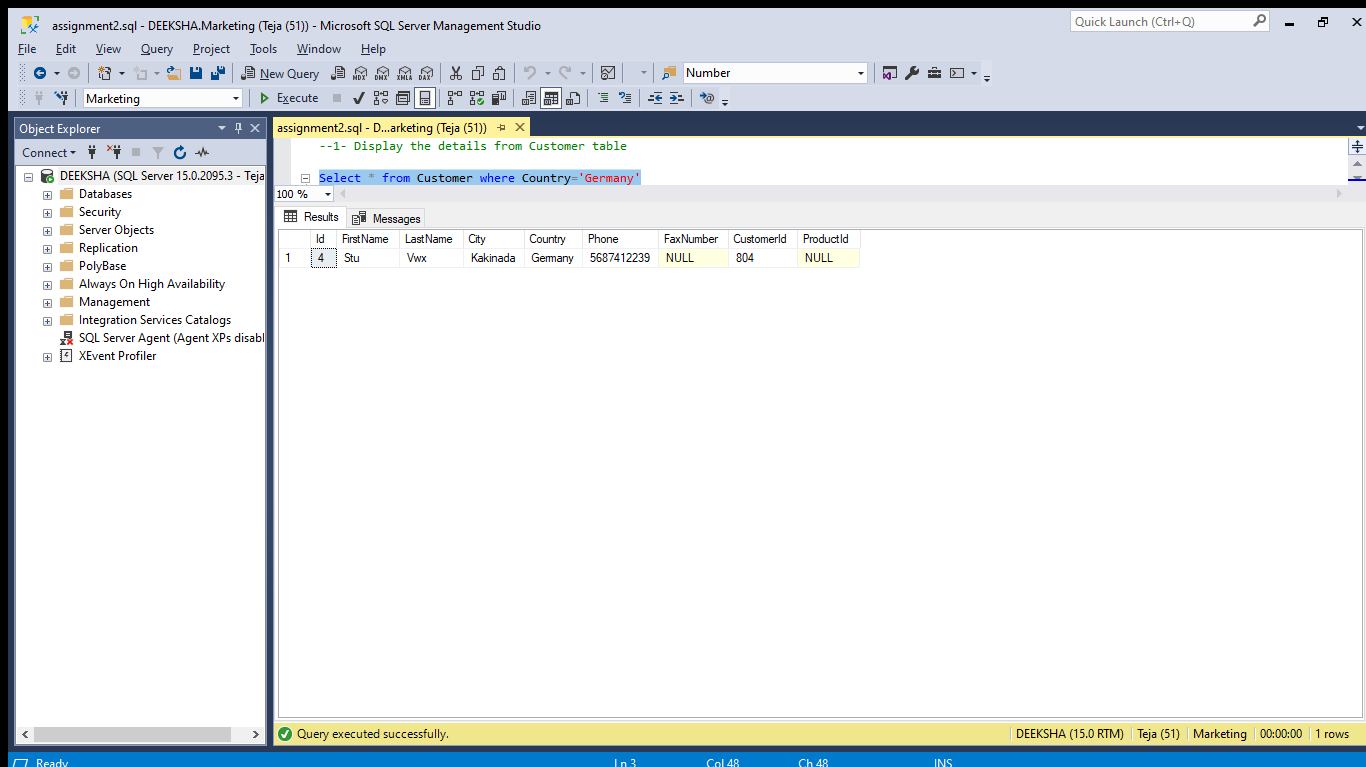 assignment2.sql - DEEKSHA.Marketing (Teja (51)) - Microsoft SQL Server Management Studio
Quick Launch (Ctrl+Q)
File Edit View Query Project Tools Window Help
New Query MDX DMX XMLA DAX Number
Marketing Execute
Object Explorer
Connect
DEEKSHA (SQL Server 15.0.2095.3 - Teja
Databases
Security
Server Objects
Replication
PolyBase
Always On High Availability
Management
Integration Services Catalogs
SQL Server Agent (Agent XPs disabl
XEvent Profiler
assignment2.sql - D...arketing (Teja (51))
--1- Display the details from Customer table
Select * from Customer where Country='Germany'
100 %
Results Messages
Id FirstName LastName City Country Phone FaxNumber CustomerId ProductId
1 4 Stu Vwx Kakinada Germany 5687412239 NULL 804 NULL
Query executed successfully. DEEKSHA (15.0 RTM) Teja (51) Marketing 00:00:00 1 rows
Ready Ln 3 Col 48 Ch 48 INS